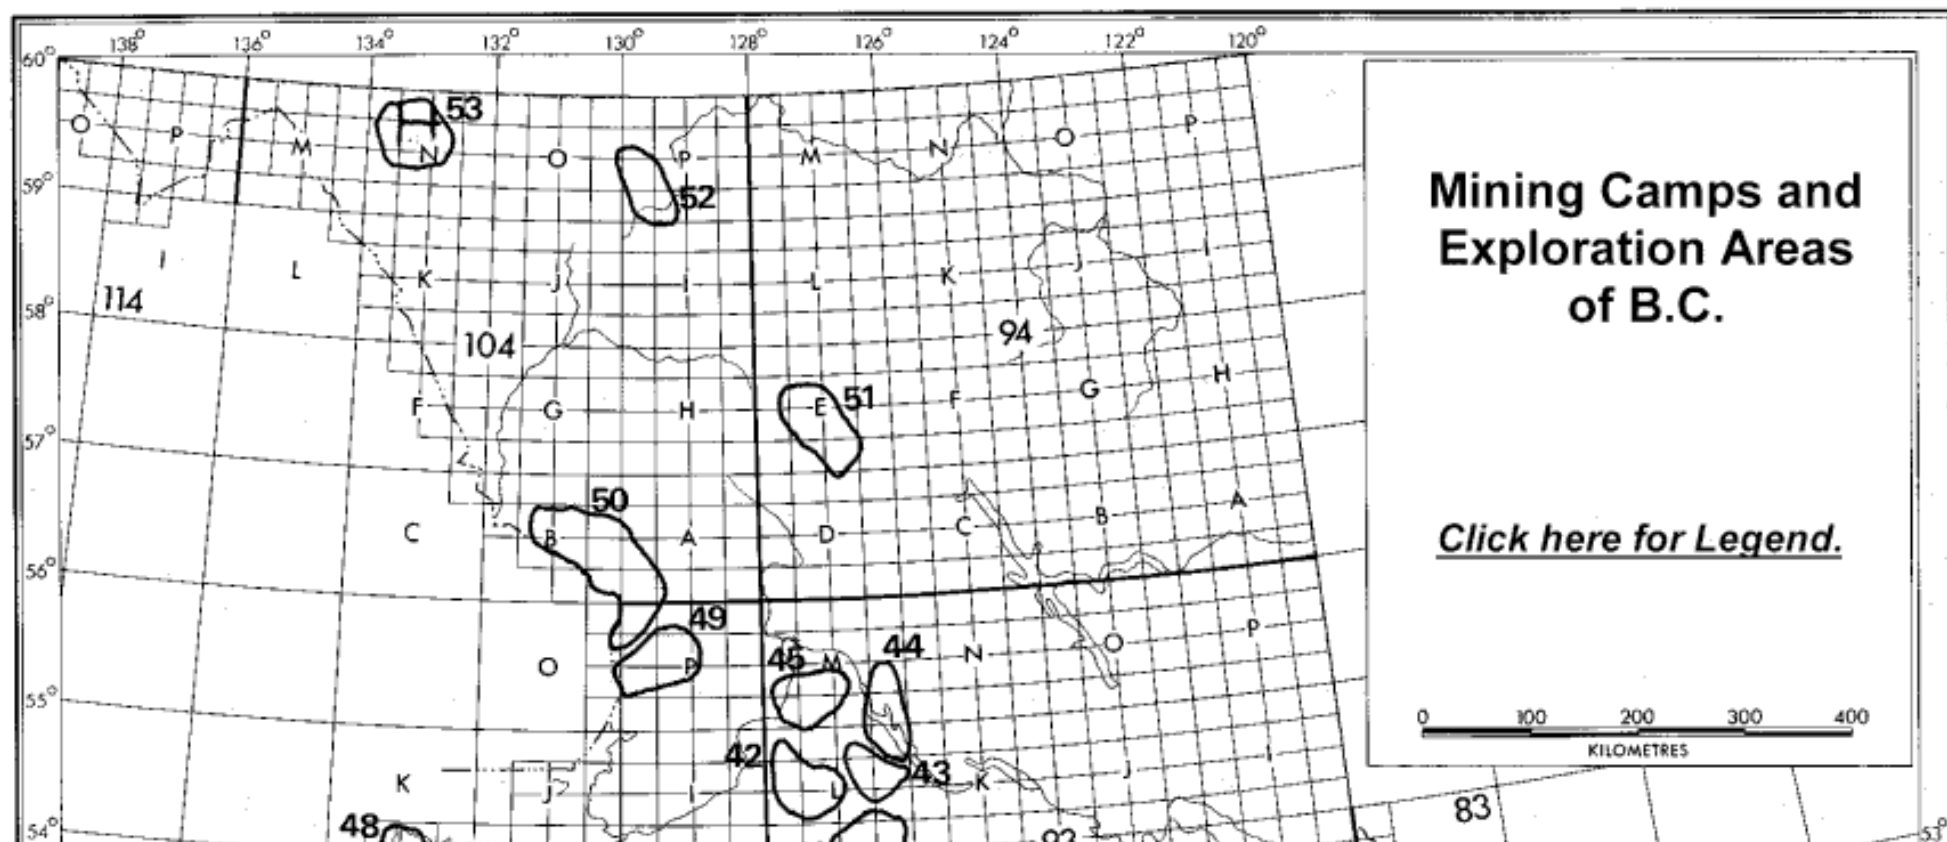 138° 136° 134° 132° 130° 128° 126° 124° 122° 120°
60°
53
O P M N O P M N O P
59°
52
Mining Camps and
Exploration Areas
of B.C.
I L K J I L K J I
58°
114
104
94
51
F G H E F G H
57°
50
C B A D C B A
Click here for Legend.
56°
49
44
45
O P M N O P
55°
0 100 200 300 400
KILOMETRES
42
43
K J I L K J I
83
54°
48
53°